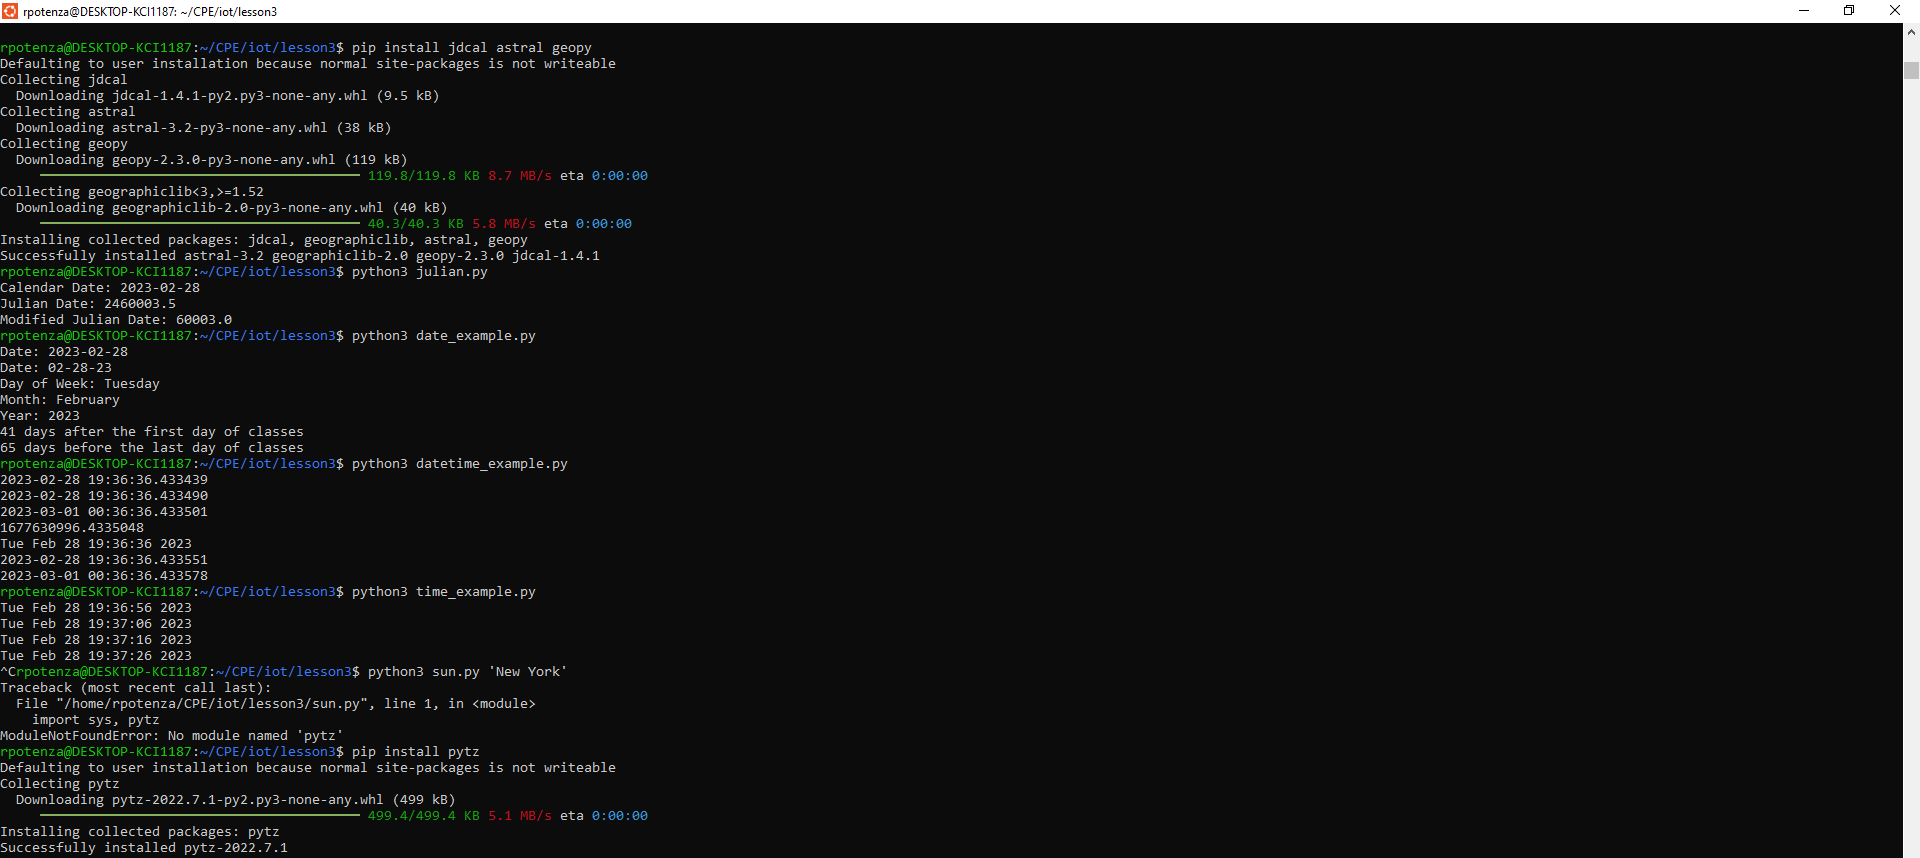 rpotenza@DESKTOP-KCI1187: ~/CPE/iot/lesson3
rpotenza@DESKTOP-KCI1187:~/CPE/iot/lesson3$ pip install jdcal astral geopy
Defaulting to user installation because normal site-packages is not writeable
Collecting jdcal
  Downloading jdcal-1.4.1-py2.py3-none-any.whl (9.5 kB)
Collecting astral
  Downloading astral-3.2-py3-none-any.whl (38 kB)
Collecting geopy
  Downloading geopy-2.3.0-py3-none-any.whl (119 kB)
119.8/119.8 KB 8.7 MB/s eta 0:00:00
Collecting geographiclib<3,>=1.52
  Downloading geographiclib-2.0-py3-none-any.whl (40 kB)
40.3/40.3 KB 5.8 MB/s eta 0:00:00
Installing collected packages: jdcal, geographiclib, astral, geopy
Successfully installed astral-3.2 geographiclib-2.0 geopy-2.3.0 jdcal-1.4.1
rpotenza@DESKTOP-KCI1187:~/CPE/iot/lesson3$ python3 julian.py
Calendar Date: 2023-02-28
Julian Date: 2460003.5
Modified Julian Date: 60003.0
rpotenza@DESKTOP-KCI1187:~/CPE/iot/lesson3$ python3 date_example.py
Date: 2023-02-28
Date: 02-28-23
Day of Week: Tuesday
Month: February
Year: 2023
41 days after the first day of classes
65 days before the last day of classes
rpotenza@DESKTOP-KCI1187:~/CPE/iot/lesson3$ python3 datetime_example.py
2023-02-28 19:36:36.433439
2023-02-28 19:36:36.433490
2023-03-01 00:36:36.433501
1677630996.4335048
Tue Feb 28 19:36:36 2023
2023-02-28 19:36:36.433551
2023-03-01 00:36:36.433578
rpotenza@DESKTOP-KCI1187:~/CPE/iot/lesson3$ python3 time_example.py
Tue Feb 28 19:36:56 2023
Tue Feb 28 19:37:06 2023
Tue Feb 28 19:37:16 2023
Tue Feb 28 19:37:26 2023
^Crpotenza@DESKTOP-KCI1187:~/CPE/iot/lesson3$ python3 sun.py 'New York'
Traceback (most recent call last):
  File "/home/rpotenza/CPE/iot/lesson3/sun.py", line 1, in <module>
    import sys, pytz
ModuleNotFoundError: No module named 'pytz'
rpotenza@DESKTOP-KCI1187:~/CPE/iot/lesson3$ pip install pytz
Defaulting to user installation because normal site-packages is not writeable
Collecting pytz
  Downloading pytz-2022.7.1-py2.py3-none-any.whl (499 kB)
499.4/499.4 KB 5.1 MB/s eta 0:00:00
Installing collected packages: pytz
Successfully installed pytz-2022.7.1